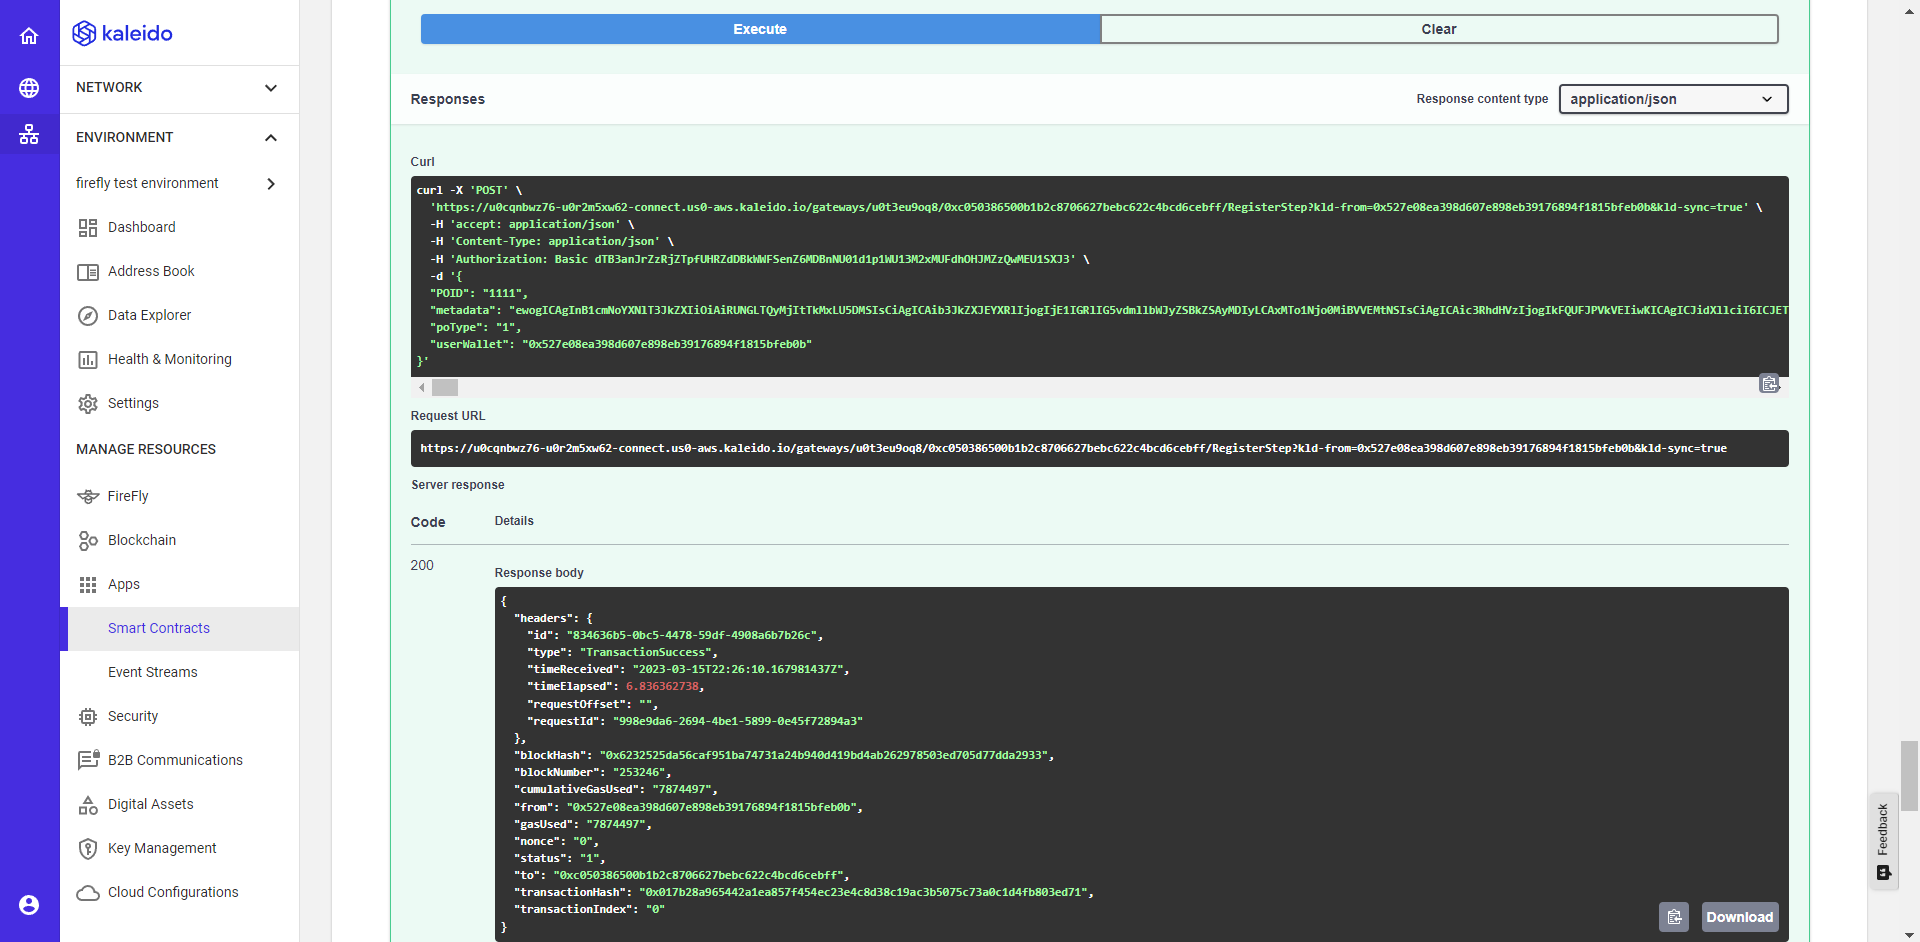 kaleido
NETWORK
ENVIRONMENT
firefly test environment
Dashboard
Address Book
Data Explorer
Health & Monitoring
Settings
MANAGE RESOURCES
FireFly
Blockchain
Apps
Smart Contracts
Event Streams
Security
B2B Communications
Digital Assets
Key Management
Cloud Configurations
Execute
Clear
Responses
Response content type
application/json
Curl
curl -X 'POST' \
'https://u0cqnbwz76-u0r2m5xw62-connect.us0-aws.kaleido.io/gateways/u0t3eu9oq8/0xc050386500b1b2c8706627bebc622c4bcd6cebff/RegisterStep?kld-from=0x527e08ea398d607e898eb39176894f1815bfeb0b&kld-sync=true' \
-H 'accept: application/json' \
-H 'Content-Type: application/json' \
-H 'Authorization: Basic dTB3anJrZzRjZTpfUHRZdDBkWWFSenZ6MDBnNU01d1p1WU13M2xMUFdhOHJMZzQwMEU1SXJ3' \
-d '{
"POID": "1111",
"metadata": "ewogICAgInB1cmNoYXNlT3JkZXIiOiAiRUNGLTQyMjItTkMxLU5DMSIsCiAgICAib3JkZXJEYXRlIjogIjE1IGRlIG5vdmllbWJyZSBkZSAyMDIyLCAxMTo1Njo0MiBVVEMtNSIsCiAgICAic3RhdHVzIjogIkFQUFJPVkVEIiwKICAgICJidXllciI6ICJET
"poType": "1",
"userWallet": "0x527e08ea398d607e898eb39176894f1815bfeb0b"
}'
Request URL
https://u0cqnbwz76-u0r2m5xw62-connect.us0-aws.kaleido.io/gateways/u0t3eu9oq8/0xc050386500b1b2c8706627bebc622c4bcd6cebff/RegisterStep?kld-from=0x527e08ea398d607e898eb39176894f1815bfeb0b&kld-sync=true
Server response
Code
Details
200
Response body
{
"headers": {
"id": "834636b5-0bc5-4478-59df-4908a6b7b26c",
"type": "TransactionSuccess",
"timeReceived": "2023-03-15T22:26:10.167981437Z",
"timeElapsed": 6.836362738,
"requestOffset": "",
"requestId": "998e9da6-2694-4be1-5899-0e45f72894a3"
},
"blockHash": "0x6232525da56caf951ba74731a24b940d419bd4ab262978503ed705d77dda2933",
"blockNumber": "253246",
"cumulativeGasUsed": "7874497",
"from": "0x527e08ea398d607e898eb39176894f1815bfeb0b",
"gasUsed": "7874497",
"nonce": "0",
"status": "1",
"to": "0xc050386500b1b2c8706627bebc622c4bcd6cebff",
"transactionHash": "0x017b28a965442a1ea857f454ec23e4c8d38c19ac3b5075c73a0c1d4fb803ed71",
"transactionIndex": "0"
}
Download
Feedback